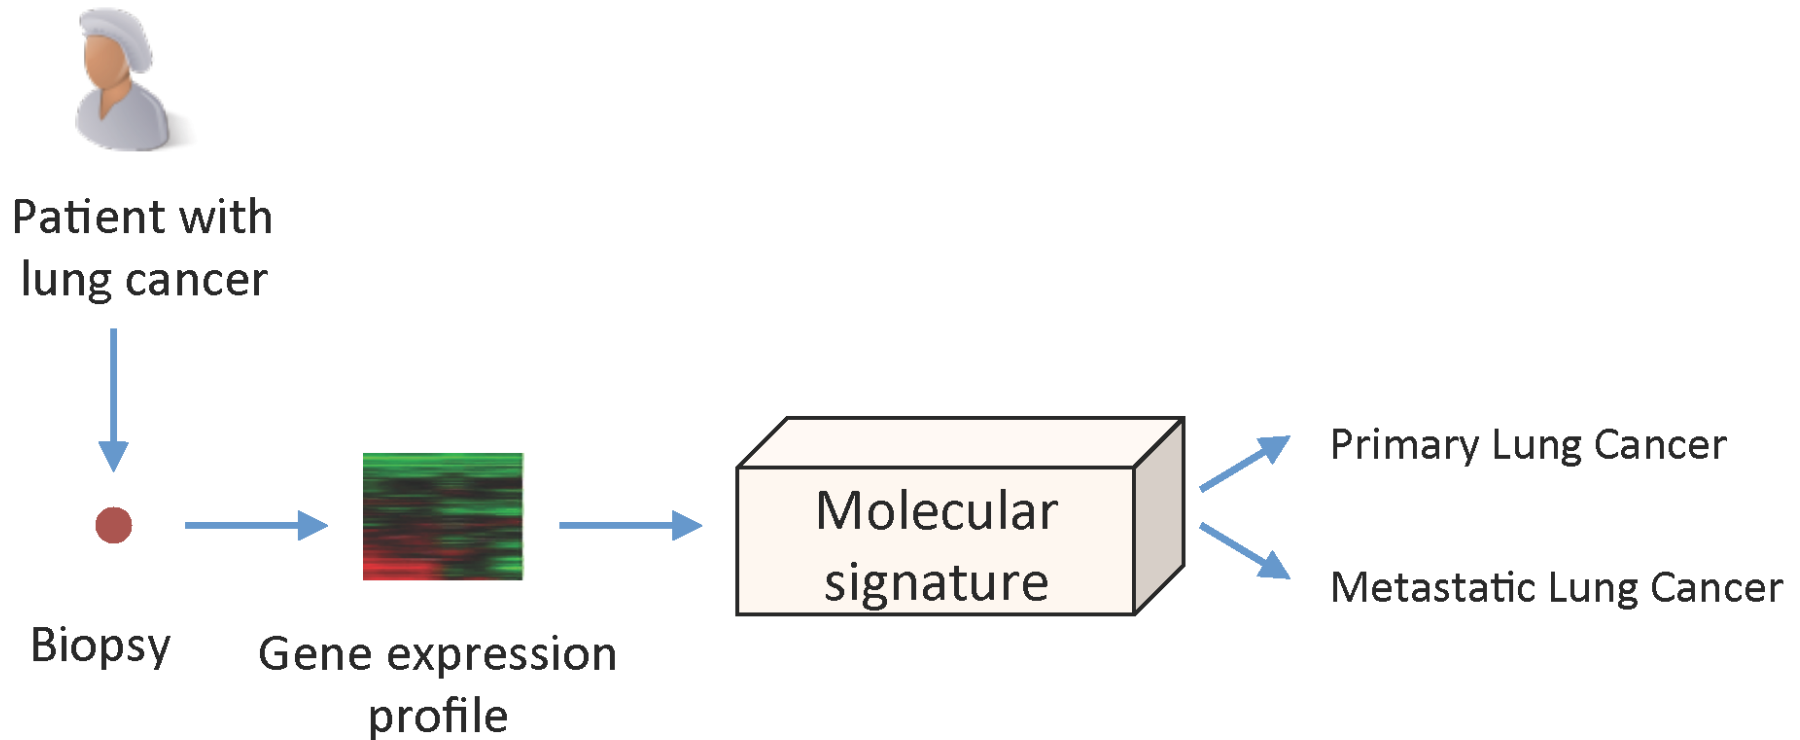 Patient with
lung cancer
Biopsy
Gene expression
profile
Molecular
signature
Primary Lung Cancer
Metastatic Lung Cancer